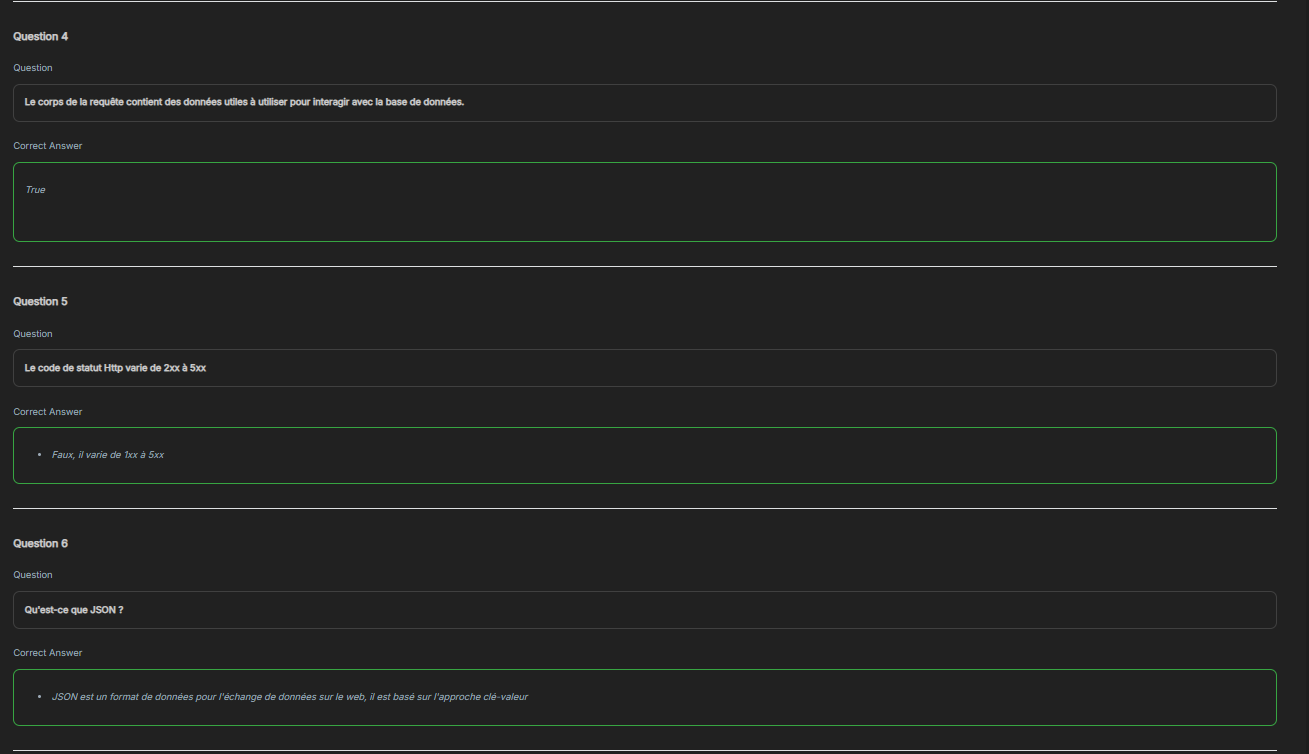 Question 4
Question
Le corps de la requête contient des données utiles à utiliser pour interagir avec la base de données.
Correct Answer
True
Question 5
Question
Le code de statut Http varie de 2xx à 5xx
Correct Answer
• Faux, il varie de 1xx à 5xx
Question 6
Question
Qu'est-ce que JSON ?
Correct Answer
• JSON est un format de données pour l'échange de données sur le web, il est basé sur l'approche clé-valeur